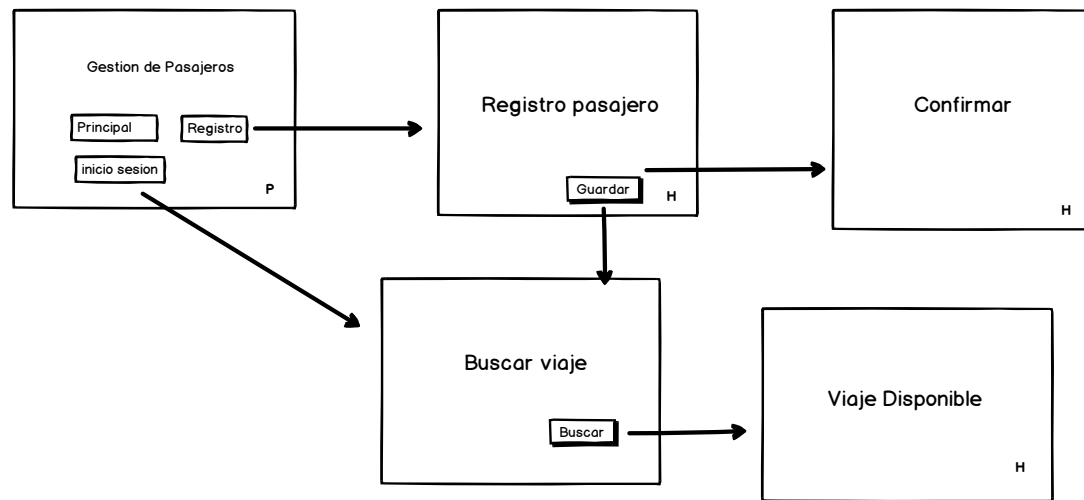 Gestion de Pasajeros
Principal
Registro
inicio sesion
P
Registro pasajero
Guardar
H
Confirmar
H
Buscar viaje
Buscar
Viaje Disponible
H